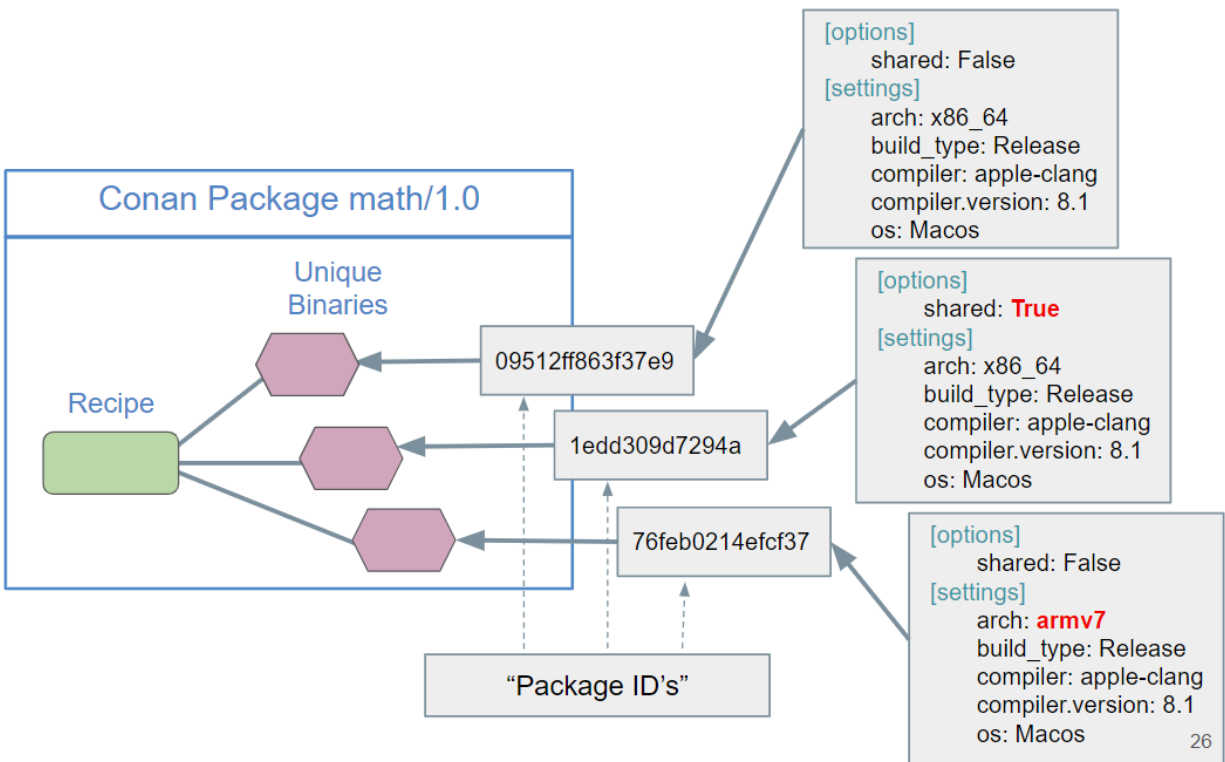 [options]
shared: False
[settings]
arch: x86_64
build_type: Release
compiler: apple-clang
compiler.version: 8.1
os: Macos
Conan Package math/1.0
Unique
Binaries
Recipe
09512ff863f37e9
1edd309d7294a
76feb0214efcf37
[options]
shared: True
[settings]
arch: x86_64
build_type: Release
compiler: apple-clang
compiler.version: 8.1
os: Macos
[options]
shared: False
[settings]
arch: armv7
build_type: Release
compiler: apple-clang
compiler.version: 8.1
os: Macos
“Package ID’s”
26